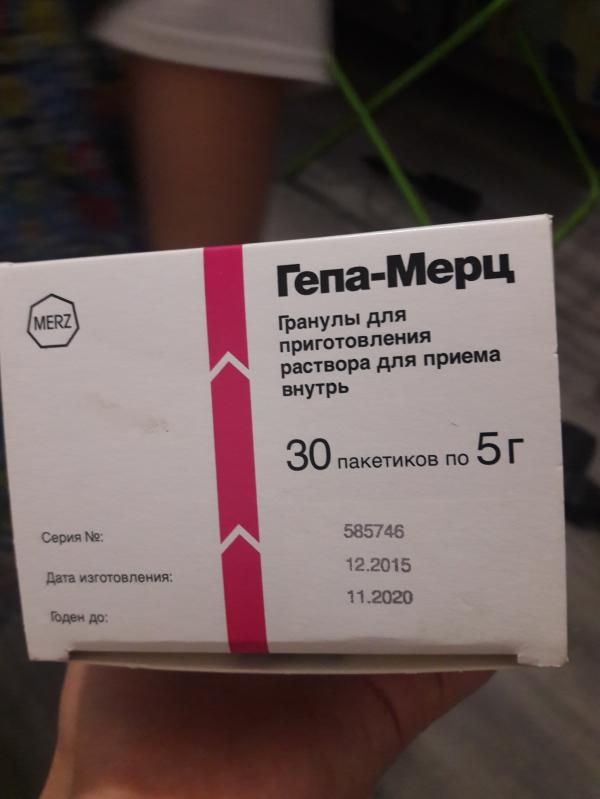 MERZ
Гепа-Мерц
Гранулы для
приготовления
раствора для приема
внутрь
30 пакетиков по 5 г
Серия №: 585746
Дата изготовления: 12.2015
Годен до: 11.2020